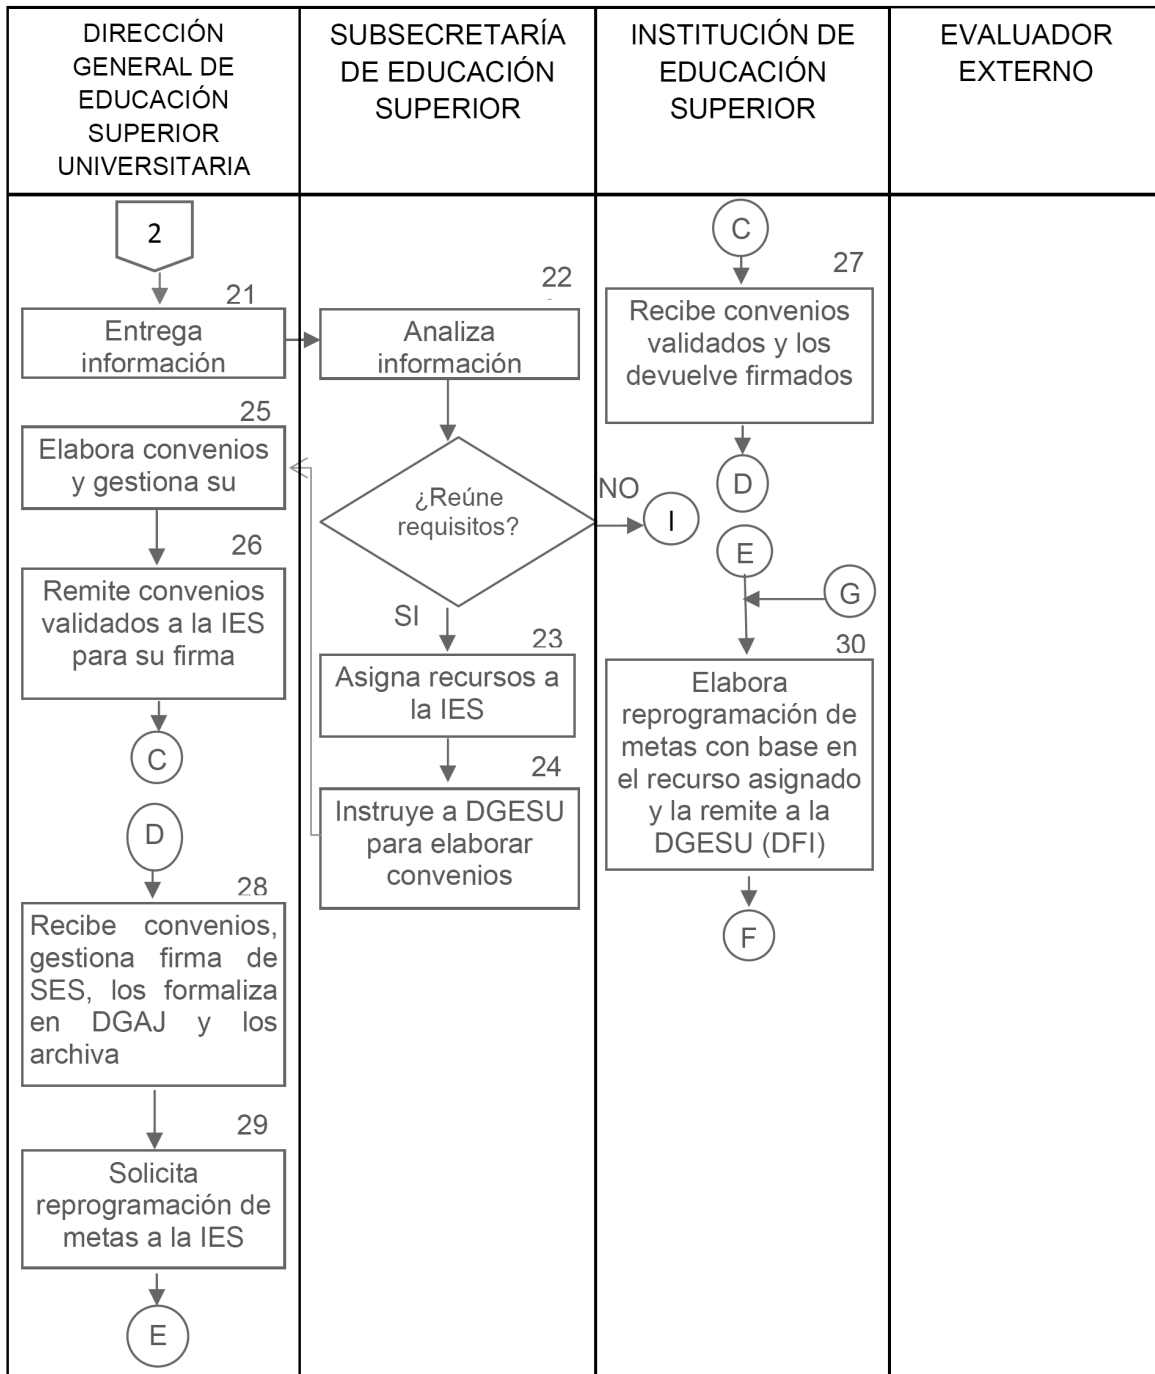 DIRECCIÓN
GENERAL DE
EDUCACIÓN
SUPERIOR
UNIVERSITARIA
SUBSECRETARÍA
DE EDUCACIÓN
SUPERIOR
INSTITUCIÓN DE
EDUCACIÓN
SUPERIOR
EVALUADOR
EXTERNO
2
21
Entrega
información
25
Elabora convenios
y gestiona su
26
Remite convenios
validados a la IES
para su firma
C
D
28
Recibe convenios,
gestiona firma de
SES, los formaliza
en DGAJ y los
archiva
29
Solicita
reprogramación de
metas a la IES
E
22
Analiza
información
¿Reúne
requisitos?
NO
I
SI
23
Asigna recursos a
la IES
24
Instruye a DGESU
para elaborar
convenios
C
27
Recibe convenios
validados y los
devuelve firmados
D
E
G
30
Elabora
reprogramación de
metas con base en
el recurso asignado
y la remite a la
DGESU (DFI)
F